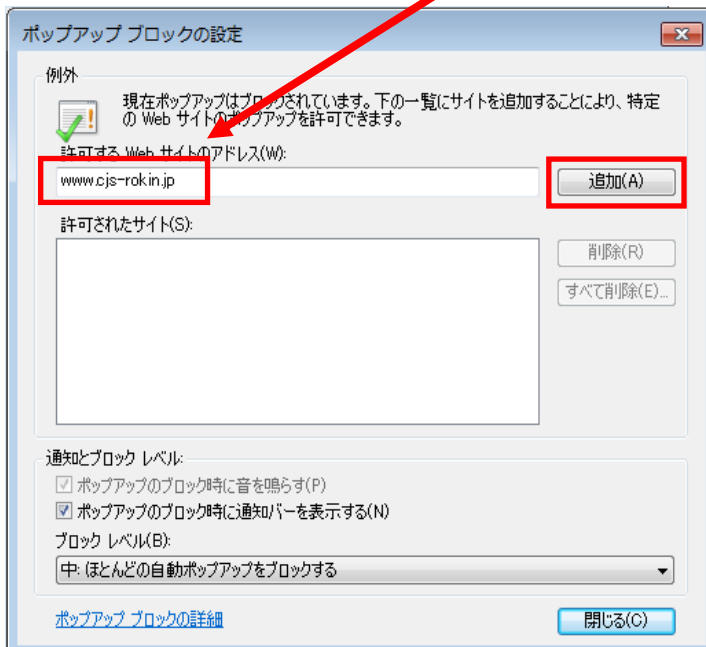 ポップアップ ブロックの設定
例外
現在ポップアップはブロックされています。下の一覧にサイトを追加することにより、特定
の Web サイトのポップアップを許可できます。
許可する Web サイトのアドレス(W):
www.cjs-rokin.jp
追加(A)
許可されたサイト(S):
削除(R)
すべて削除(E)...
通知とブロック レベル:
ポップアップのブロック時に音を鳴らす(P)
ポップアップのブロック時に通知バーを表示する(N)
ブロック レベル(B):
中: ほとんどの自動ポップアップをブロックする
ポップアップ ブロックの詳細
閉じる(C)